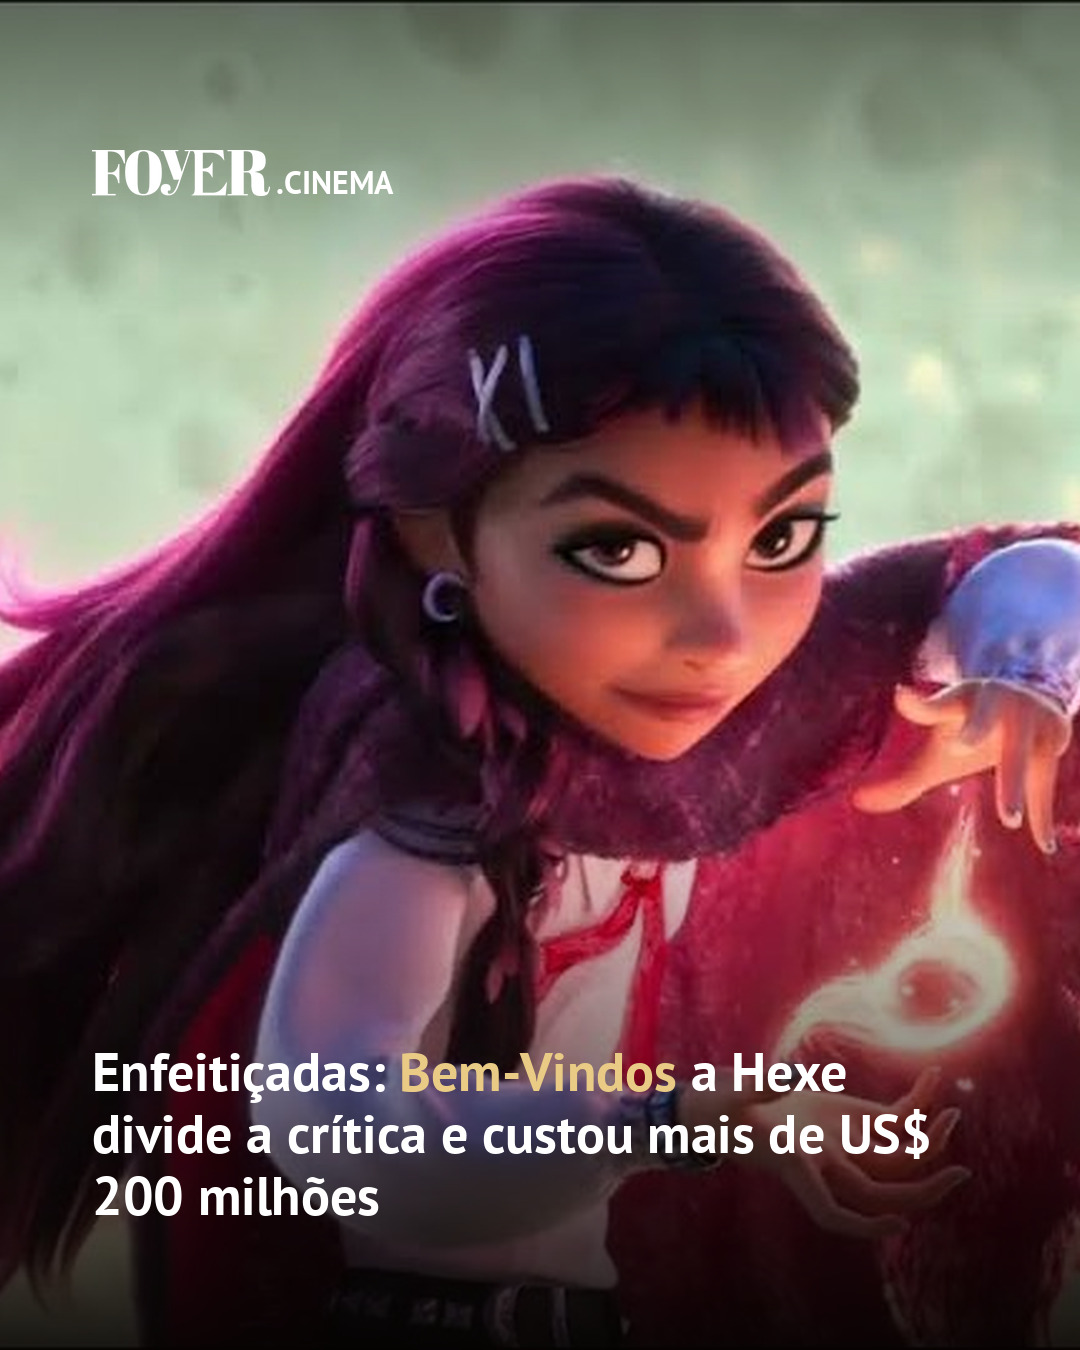 FOYER.CINEMA
XI
Enfeitiçadas: Bem-Vindos a Hexe
divide a crítica e custou mais de US$
200 milhões